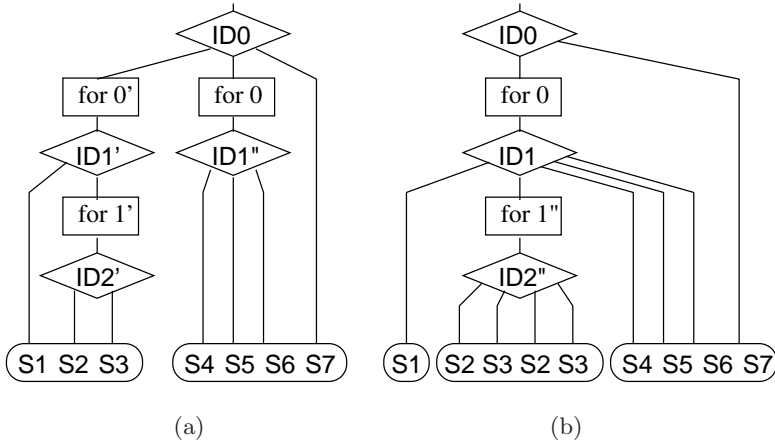 ID0
for 0'
for 0
ID1'
ID1"
for 1'
ID2'
S1 S2 S3
S4 S5 S6 S7
(a)
ID0
for 0
ID1
for 1"
ID2"
S1
S2 S3 S2 S3
S4 S5 S6 S7
(b)